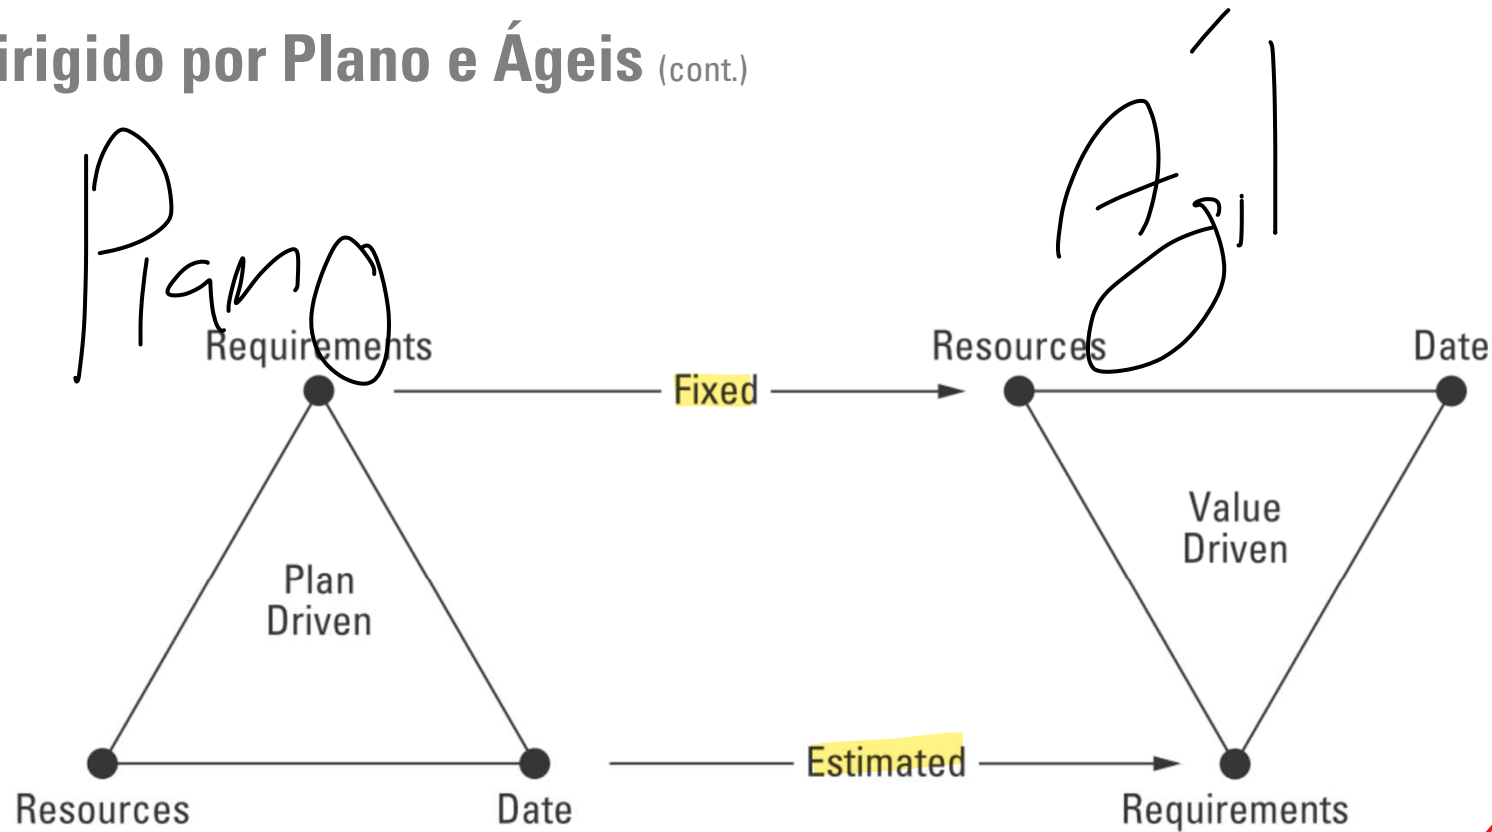 irigido por Plano e Ágeis (cont.)
Plano
Ágil
Requirements
Fixed
Resources
Date
Plan
Driven
Value
Driven
Resources
Date
Estimated
Requirements